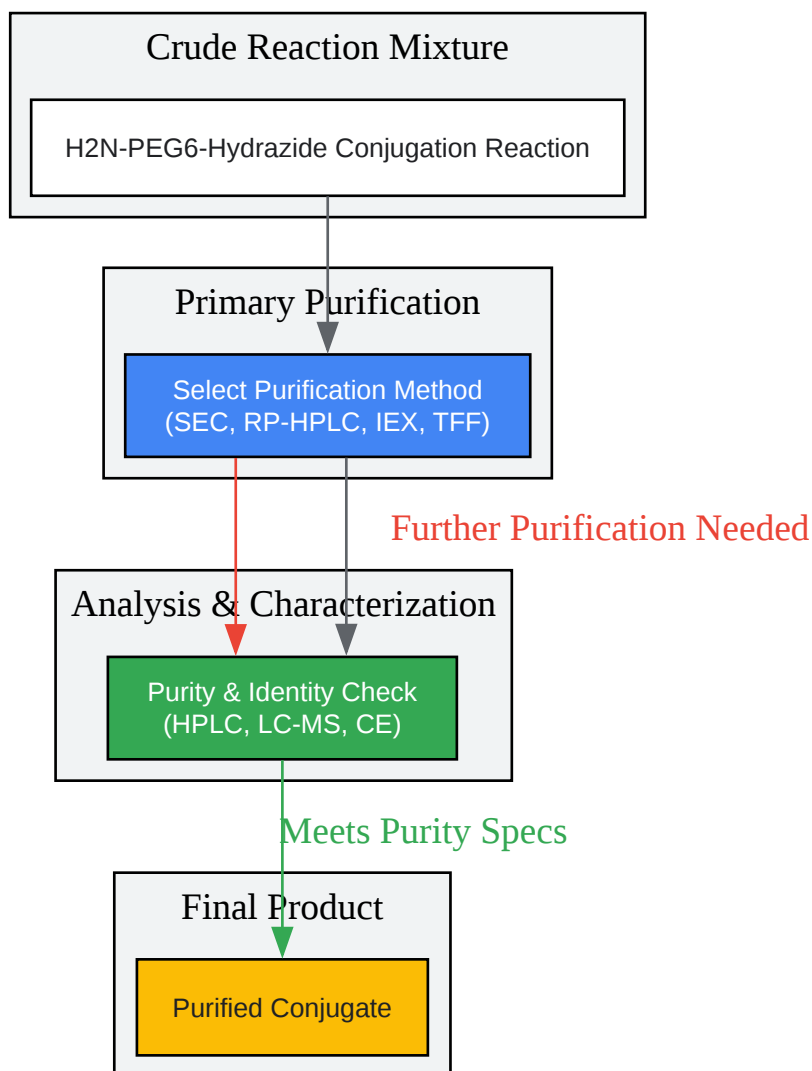 Crude Reaction Mixture
H2N-PEG6-Hydrazide Conjugation Reaction
Primary Purification
Select Purification Method
(SEC, RP-HPLC, IEX, TFF)
Further Purification Needed
Analysis & Characterization
Purity & Identity Check
(HPLC, LC-MS, CE)
Meets Purity Specs
Final Product
Purified Conjugate